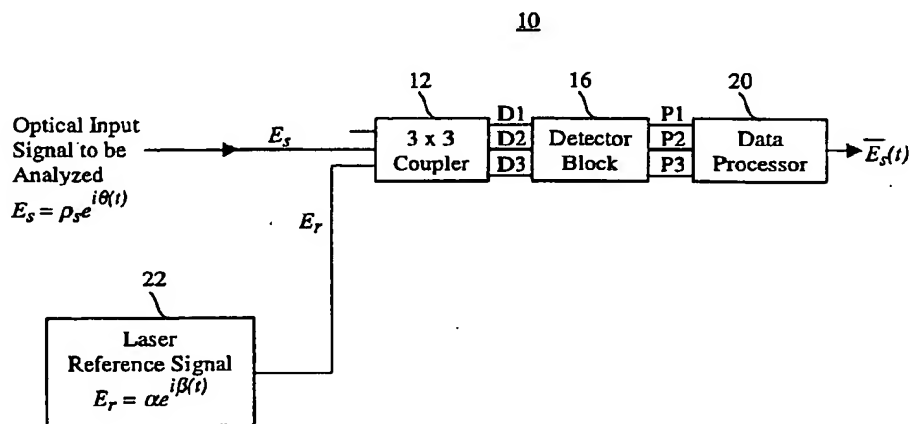 10
12
16
20
Optical Input
Signal to be
Analyzed
E_s = ρ_s e^{iθ(t)}
E_s
3 x 3
Coupler
D1
D2
D3
Detector
Block
P1
P2
P3
Data
Processor
\overline{E_s}(t)
E_r
22
Laser
Reference Signal
E_r = αe^{iβ(t)}